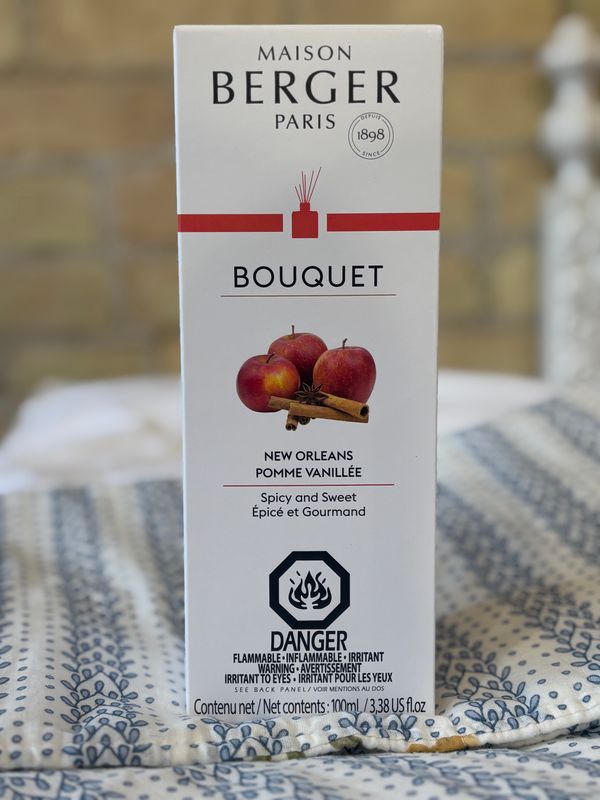 MAISON
BERGER
PARIS
DEPUIS
1898
SINCE
BOUQUET
NEW ORLEANS
POMME VANILLÉE
Spicy and Sweet
Épicé et Gourmand
DANGER
FLAMMABLE • INFLAMMABLE • IRRITANT
WARNING • AVERTISSEMENT
IRRITANT TO EYES • IRRITANT POUR LES YEUX
SEE BACK PANEL / VOIR MENTIONS AU DOS
Contenu net / Net contents : 100mL / 3,38 US fl oz